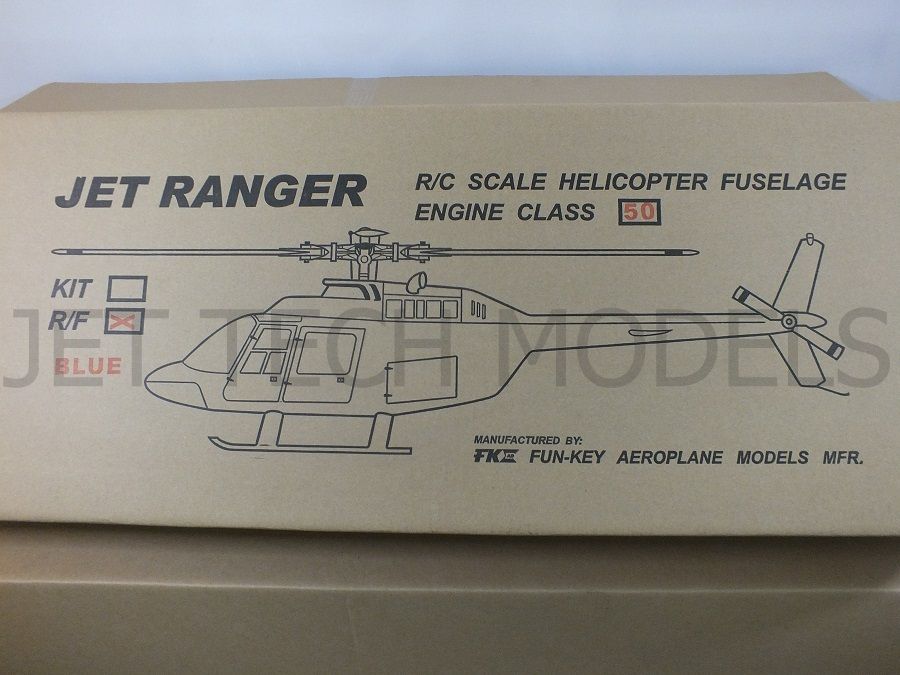 JET RANGER
R/C SCALE HELICOPTER FUSELAGE
ENGINE CLASS 50
KIT
R/F X
BLUE
JET TECH MODELS
MANUFACTURED BY:
FK FUN-KEY AEROPLANE MODELS MFR.